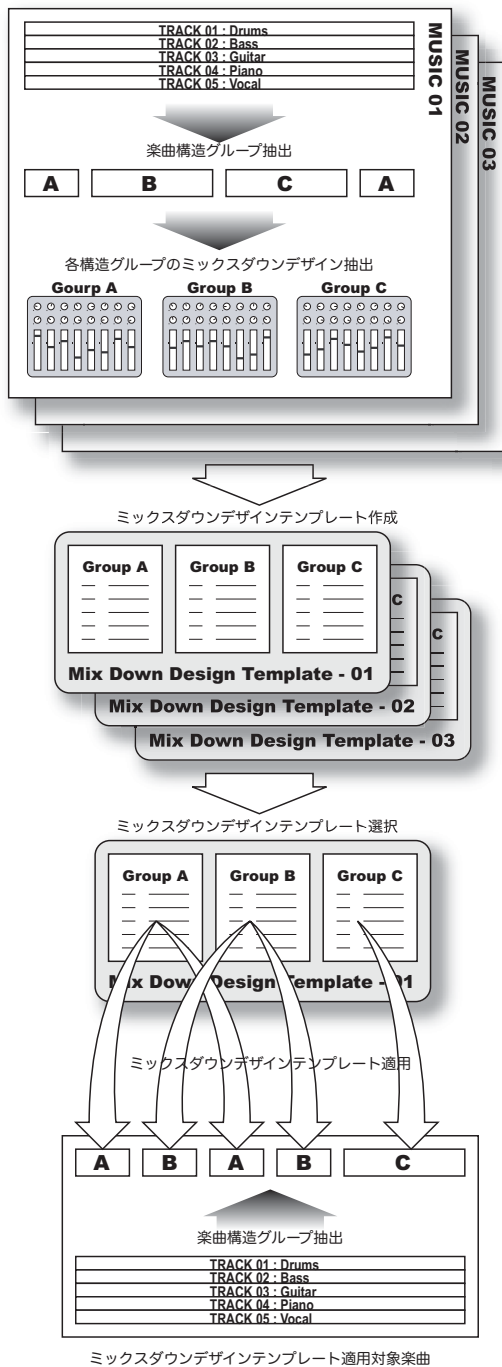 TRACK 01 : Drums
TRACK 02 : Bass
TRACK 03 : Guitar
TRACK 04 : Piano
TRACK 05 : Vocal
MUSIC 01
MUSIC 02
MUSIC 03
楽曲構造グループ抽出
A B C A
各構造グループのミックスダウンデザイン抽出
Gourp A Group B Group C
ミックスダウンデザインテンプレート作成
Group A Group B Group C
C
C
Mix Down Design Template - 01
Mix Down Design Template - 02
Mix Down Design Template - 03
ミックスダウンデザインテンプレート選択
Group A Group B Group C
Mix Down Design Template - 01
ミックスダウンデザインテンプレート適用
A B A B C
楽曲構造グループ抽出
TRACK 01 : Drums
TRACK 02 : Bass
TRACK 03 : Guitar
TRACK 04 : Piano
TRACK 05 : Vocal
ミックスダウンデザインテンプレート適用対象楽曲